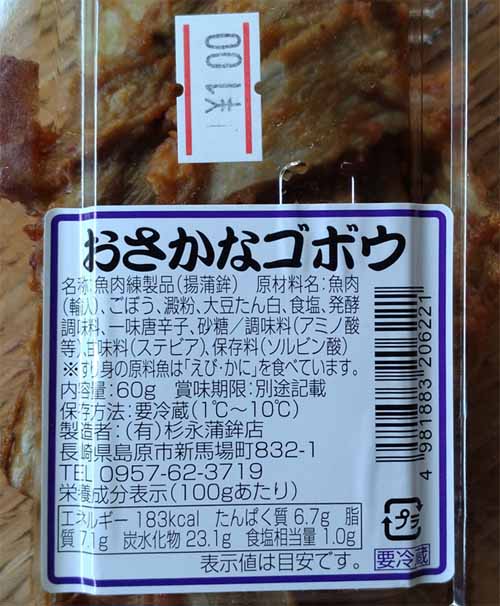 ¥100
おさかなゴボウ
名称:魚肉練製品(揚蒲鉾) 原材料名:魚肉
(輸入)、ごぼう、澱粉、大豆たん白、食塩、発酵
調味料、一味唐辛子、砂糖/調味料(アミノ酸
等)、甘味料(ステビア)、保存料(ソルビン酸)
※すり身の原料魚は「えび・かに」を食べています。
内容量:60g 賞味期限:別途記載
保存方法:要冷蔵(1℃~10℃)
製造者:(有)杉永蒲鉾店
長崎県島原市新馬場町832-1
TEL 0957-62-3719
栄養成分表示(100gあたり)
エネルギー 183kcal たんぱく質 6.7g 脂
質 7.1g 炭水化物 23.1g 食塩相当量 1.0g
表示値は目安です。
要冷蔵
4 981883 206221
プラ